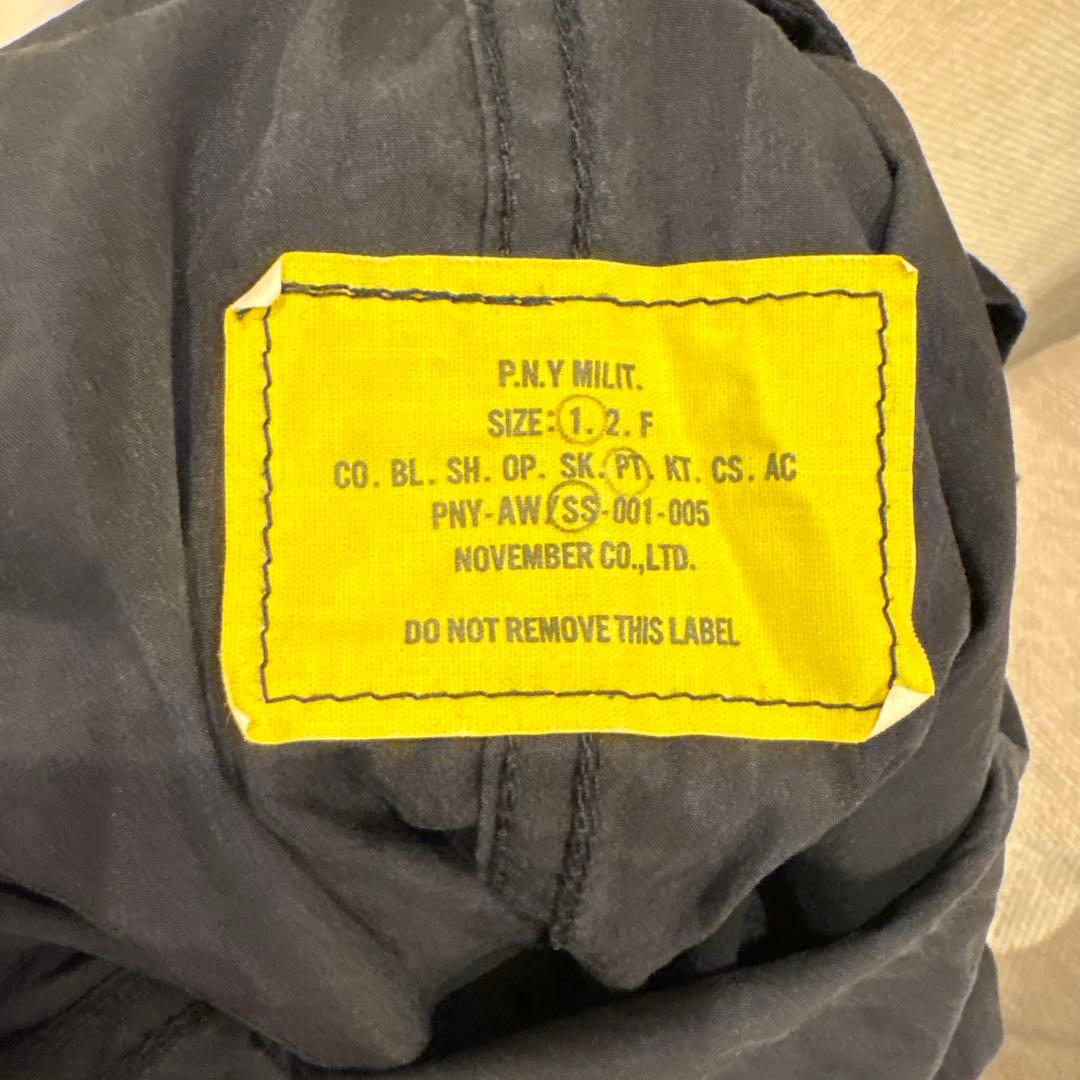 P.N.Y MILIT.
SIZE: 1. 2. F
CO. BL. SH. OP. SK. PT. KT. CS. AC
PNY-AW/SS-001-005
NOVEMBER CO.,LTD.
DO NOT REMOVE THIS LABEL